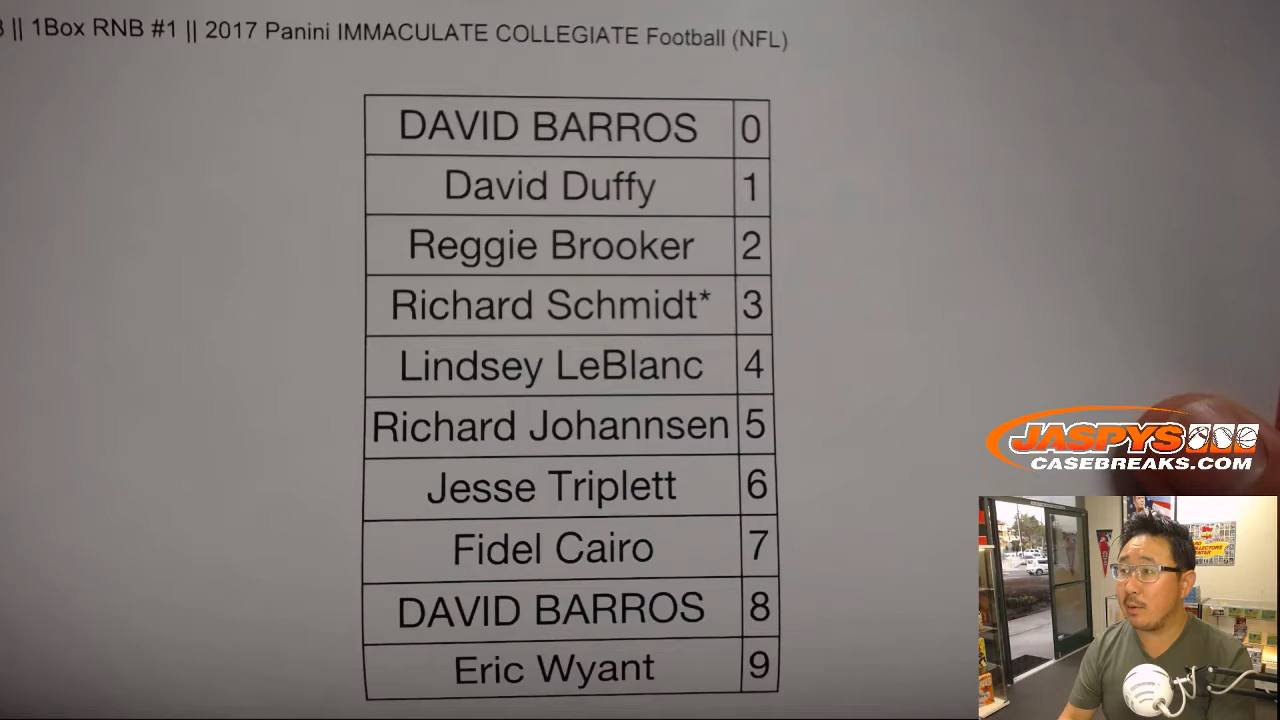 || 1Box RNB #1 || 2017 Panini IMMACULATE COLLEGIATE Football (NFL)
DAVID BARROS 0
David Duffy 1
Reggie Brooker 2
Richard Schmidt* 3
Lindsey LeBlanc 4
Richard Johannsen 5
Jesse Triplett 6
Fidel Cairo 7
DAVID BARROS 8
Eric Wyant 9
JASPYS
CASEBREAKS.COM